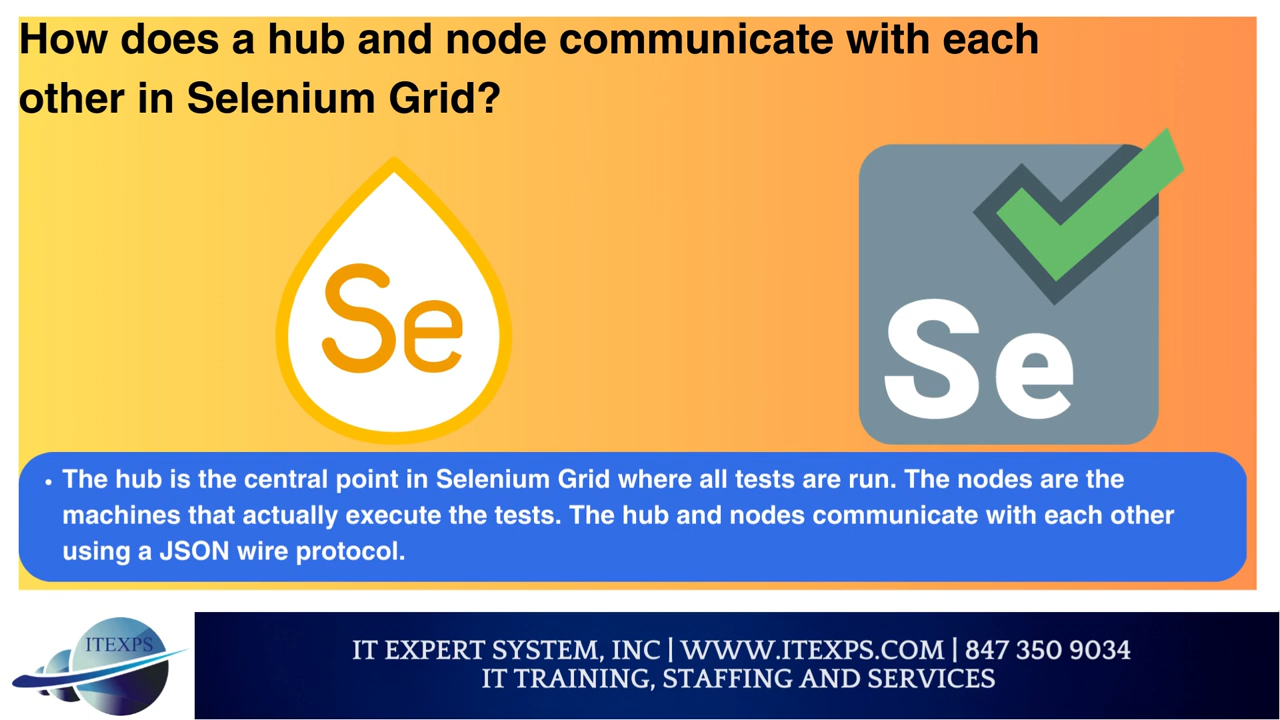 How does a hub and node communicate with each
other in Selenium Grid?
Se
Se
• The hub is the central point in Selenium Grid where all tests are run. The nodes are the
machines that actually execute the tests. The hub and nodes communicate with each other
using a JSON wire protocol.
ITEXPS
IT EXPERT SYSTEM, INC | WWW.ITEXPS.COM | 847 350 9034
IT TRAINING, STAFFING AND SERVICES